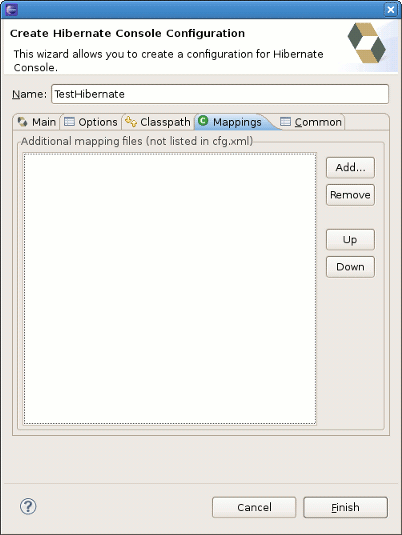 Create Hibernate Console Configuration
This wizard allows you to create a configuration for Hibernate
Console.
Name: TestHibernate
Main Options Classpath Mappings Common
Additional mapping files (not listed in cfg.xml)
Add...
Remove
Up
Down
Cancel Finish